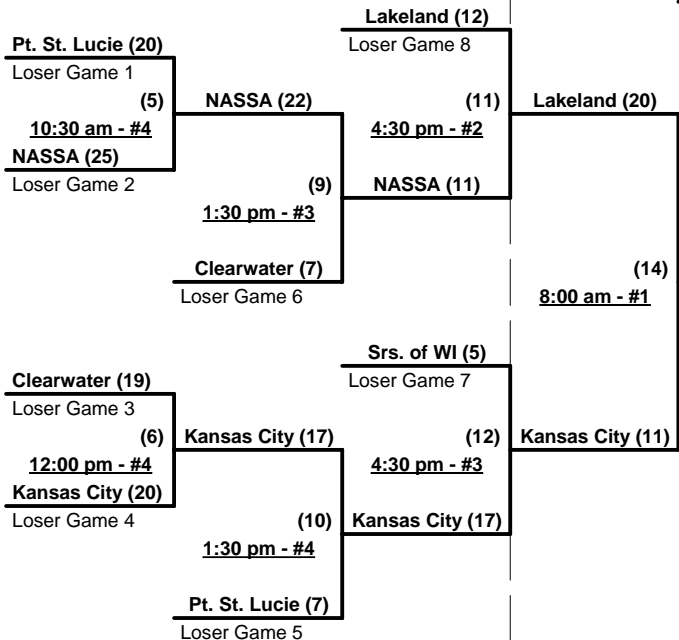 Lakeland (12)
Pt. St. Lucie (20)
Loser Game 8
Loser Game 1
(5)
NASSA (22)
(11)
Lakeland (20)
10:30 am - #4
4:30 pm - #2
NASSA (25)
Loser Game 2
(9)
NASSA (11)
1:30 pm - #3
Clearwater (7)
(14)
Loser Game 6
8:00 am - #1
Srs. of WI (5)
Clearwater (19)
Loser Game 7
Loser Game 3
(6)
Kansas City (17)
(12)
Kansas City (11)
12:00 pm - #4
4:30 pm - #3
Kansas City (20)
Loser Game 4
(10)
Kansas City (17)
1:30 pm - #4
Pt. St. Lucie (7)
Loser Game 5